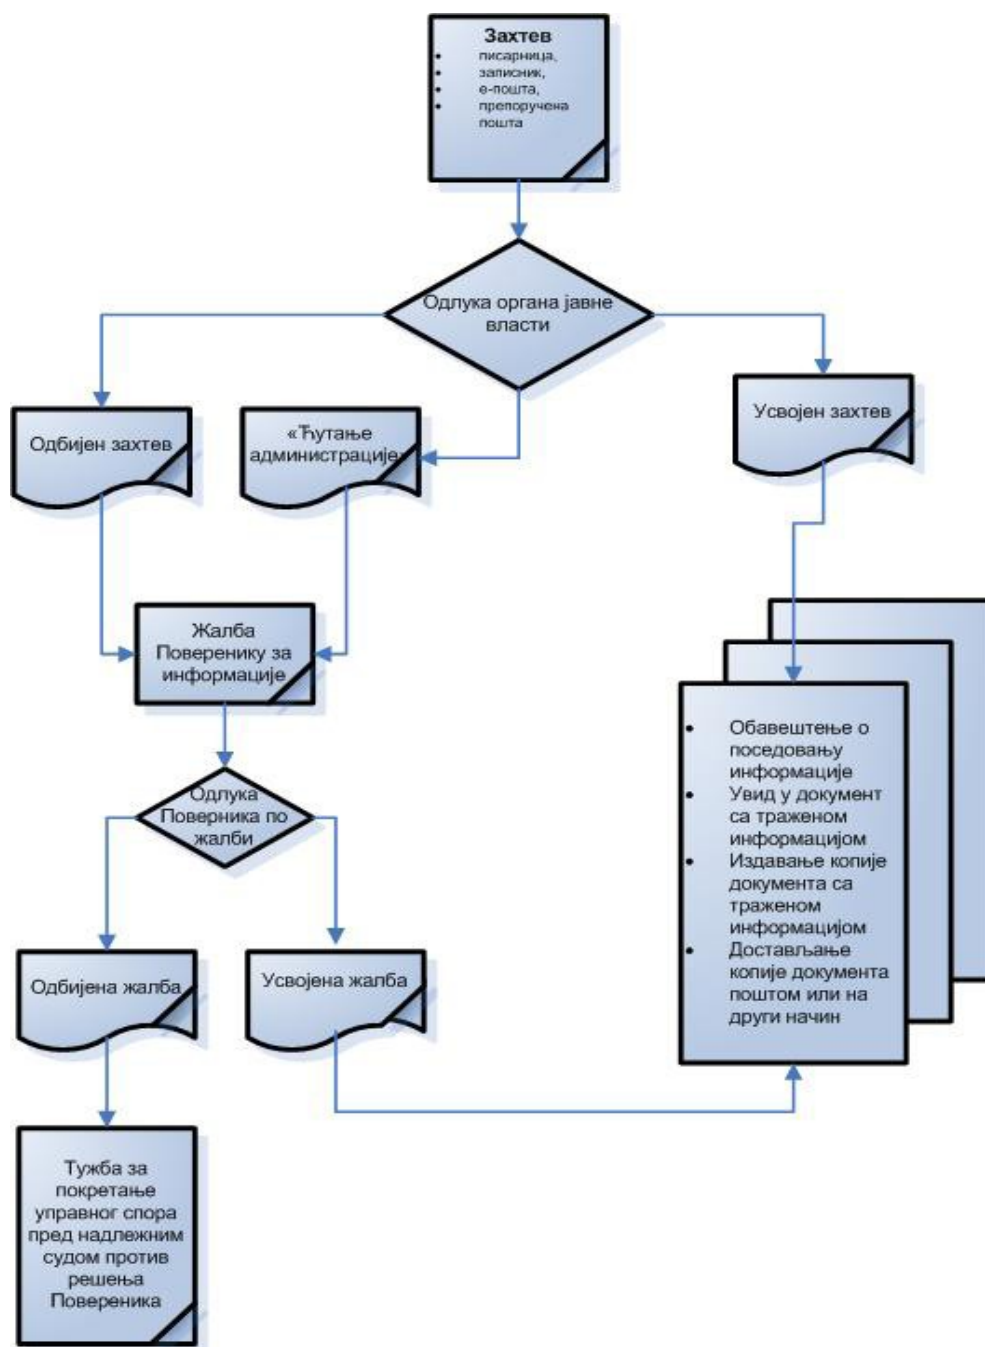 Захтев
• писарница,
• записник,
• е-пошта,
• препоручена
пошта
Одлука органа јавне
власти
Одбијен захтев
«Ћутање
администрације»
Усвојен захтев
Жалба
Поверенику за
информације
Одлука
Поверника по
жалби
• Обавештење о
поседовању
информације
• Увид у документ
са траженом
информацијом
• Издавање копије
документа са
траженом
информацијом
• Достављање
копије документа
поштом или на
други начин
Одбијена жалба
Усвојена жалба
Тужба за
покретање
управног спора
пред надлежним
судом против
решења
Повереника